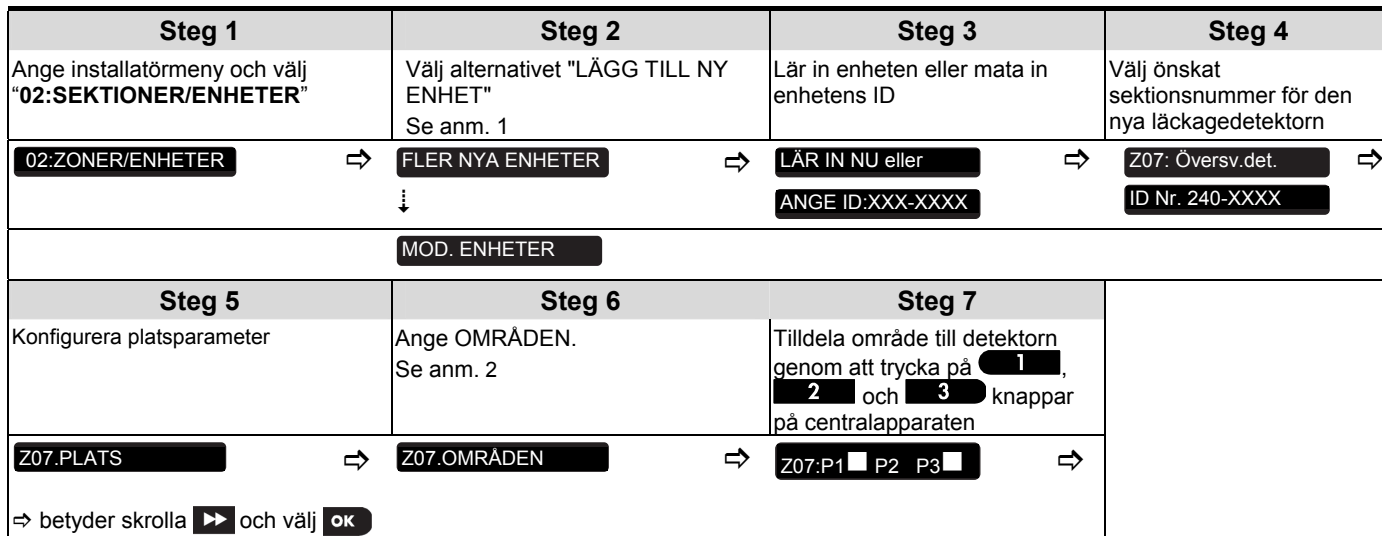 Steg 1
Steg 2
Steg 3
Steg 4
Ange installatörmeny och välj
“02:SEKTIONER/ENHETER”
Välj alternativet "LÄGG TILL NY
ENHET"
Se anm. 1
Lär in enheten eller mata in
enhetens ID
Välj önskat
sektionsnummer för den
nya läckagedetektorn
02:ZONER/ENHETER ⇨
FLER NYA ENHETER ⇨
MOD. ENHETER
LÄR IN NU eller ⇨
ANGE ID:XXX-XXXX
Z07: Översv.det. ⇨
ID Nr. 240-XXXX
Steg 5
Steg 6
Steg 7
Konfigurera platsparameter
Ange OMRÅDEN.
Se anm. 2
Tilldela område till detektorn
genom att trycka på 1,
2 och 3 knappar
på centralapparaten
Z07.PLATS ⇨
Z07.OMRÅDEN ⇨
Z07:P1■ P2 P3■ ⇨
⇨ betyder skrolla ▶▶ och välj OK